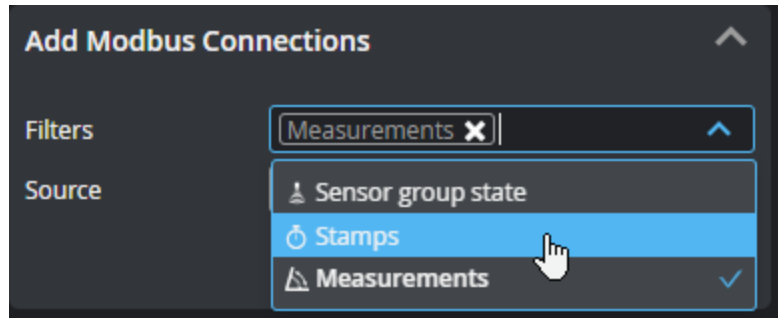 Add Modbus Connections
Filters
Measurements
Source
Sensor group state
Stamps
Measurements